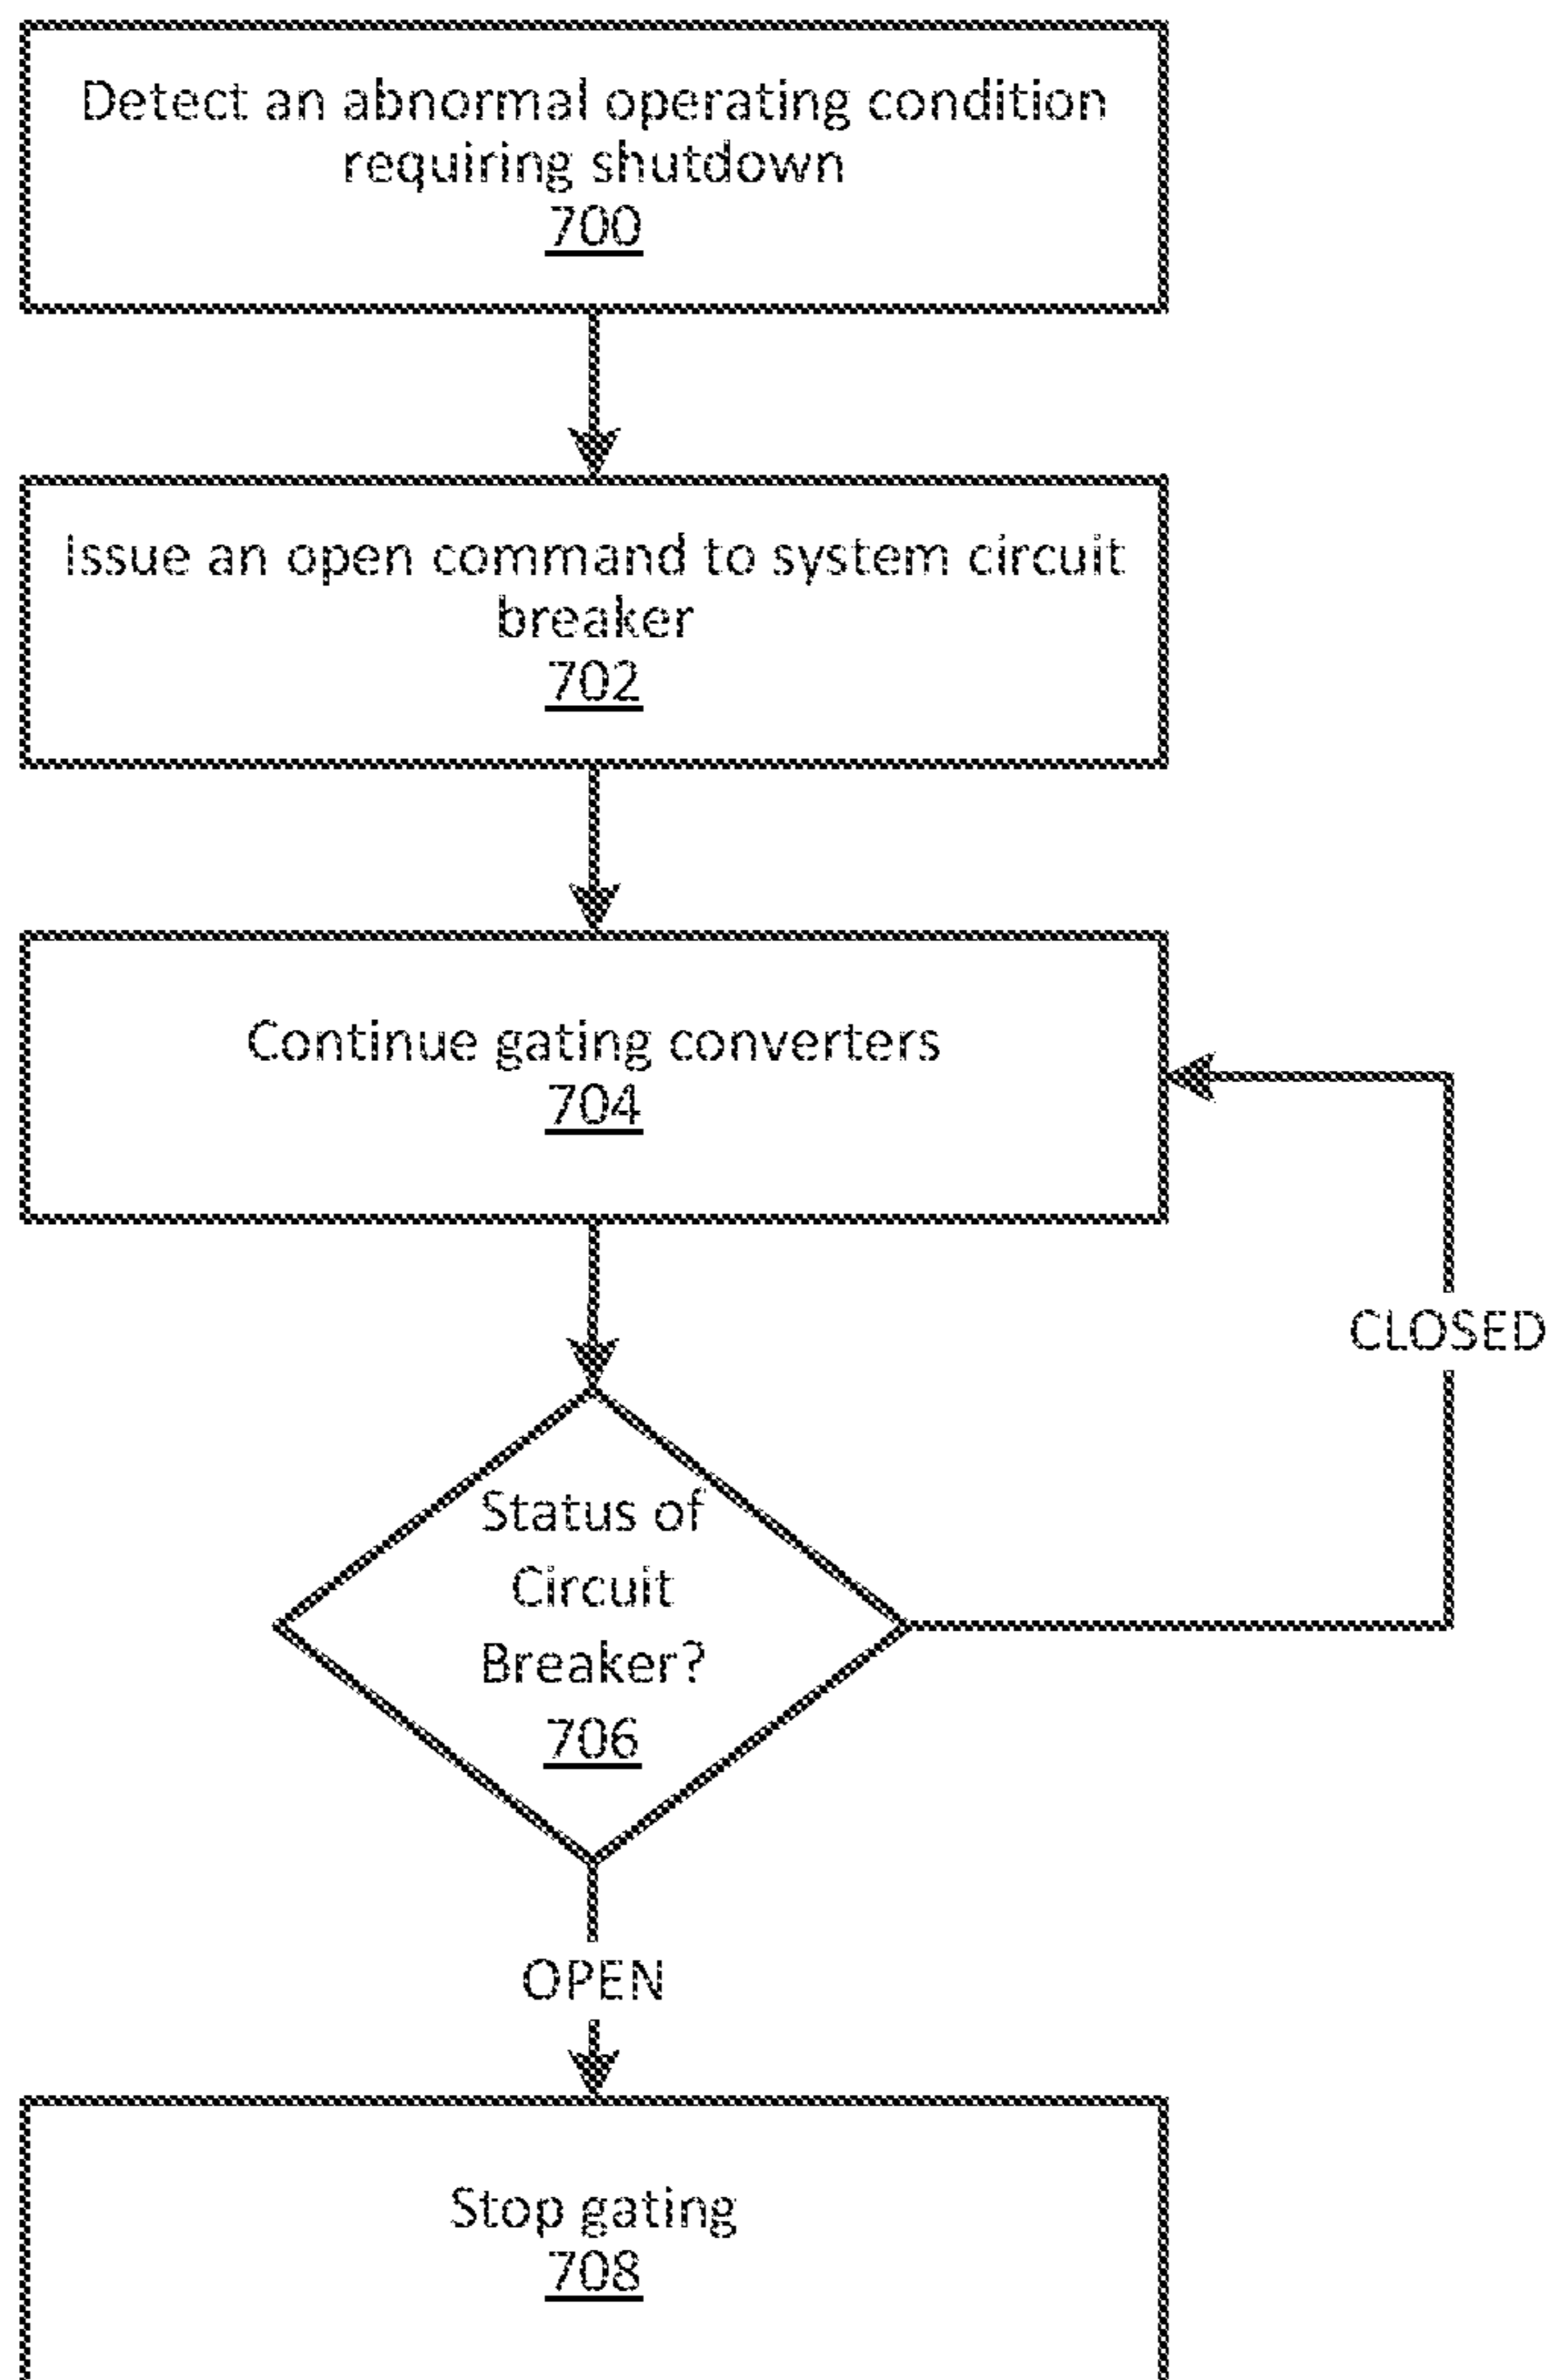 Detect an abnormal operating condition
requiring shutdown
700
Issue an open command to system circuit
breaker
702
Continue gating converters
704
CLOSED
Status of
Circuit
Breaker?
706
OPEN
Stop gating
708